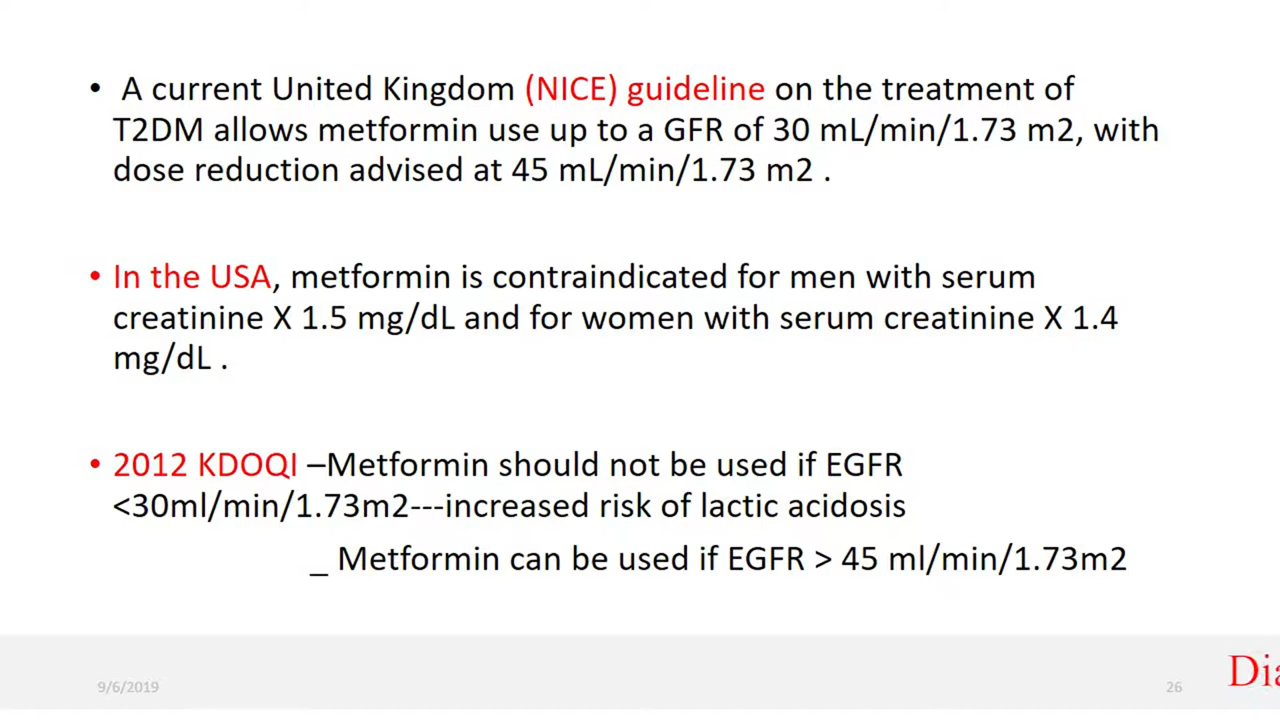 • A current United Kingdom (NICE) guideline on the treatment of
T2DM allows metformin use up to a GFR of 30 mL/min/1.73 m2, with
dose reduction advised at 45 mL/min/1.73 m2 .
• In the USA, metformin is contraindicated for men with serum
creatinine X 1.5 mg/dL and for women with serum creatinine X 1.4
mg/dL .
• 2012 KDOQI –Metformin should not be used if EGFR
<30ml/min/1.73m2---increased risk of lactic acidosis
_ Metformin can be used if EGFR > 45 ml/min/1.73m2
9/6/2019
26